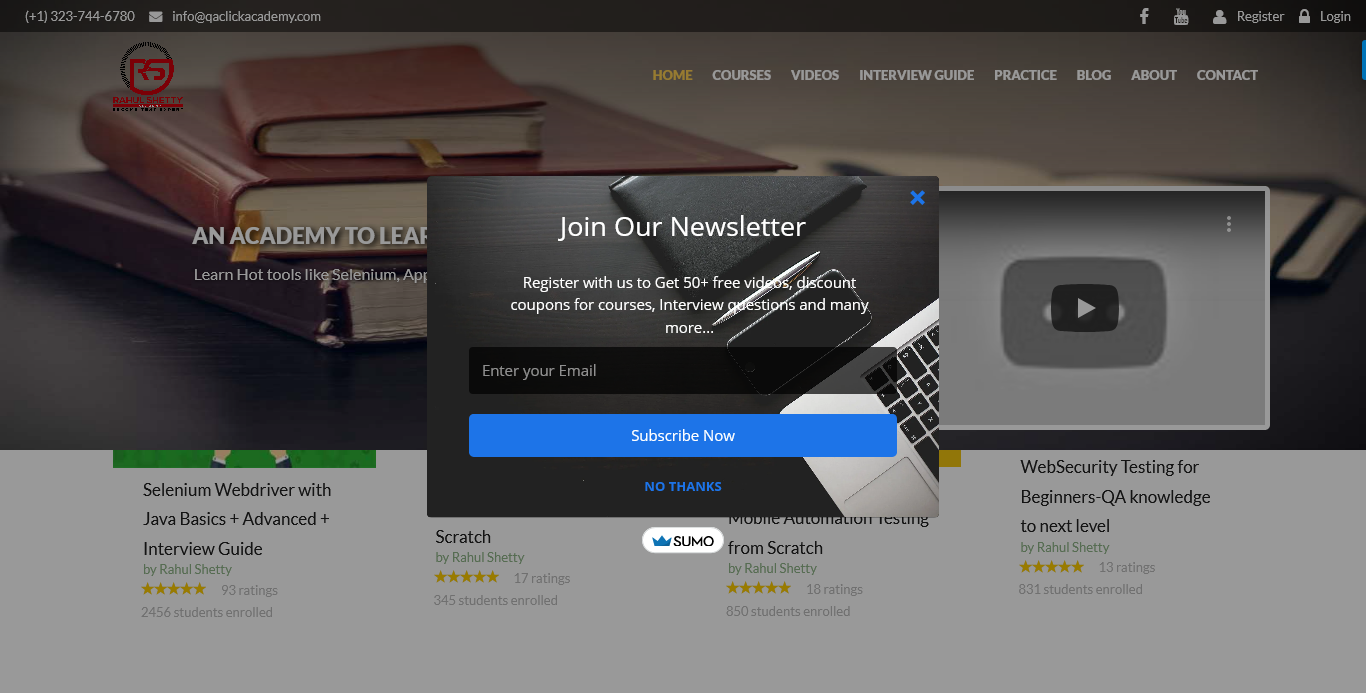 (+1) 323-744-6780 info@qaclickacademy.com
You Tube Register Login
RS
RAHUL SHETTY
HOME COURSES VIDEOS INTERVIEW GUIDE PRACTICE BLOG ABOUT CONTACT
AN ACADEMY TO LEAR
Learn Hot tools like Selenium, App
Join Our Newsletter
Register with us to Get 50+ free videos, discount
coupons for courses, Interview questions and many
more...
Enter your Email
Subscribe Now
NO THANKS
SUMO
Selenium Webdriver with
Java Basics + Advanced +
Interview Guide
by Rahul Shetty
93 ratings
2456 students enrolled
Scratch
by Rahul Shetty
17 ratings
345 students enrolled
Mobile Automation Testing
from Scratch
by Rahul Shetty
18 ratings
850 students enrolled
WebSecurity Testing for
Beginners-QA knowledge
to next level
by Rahul Shetty
13 ratings
831 students enrolled